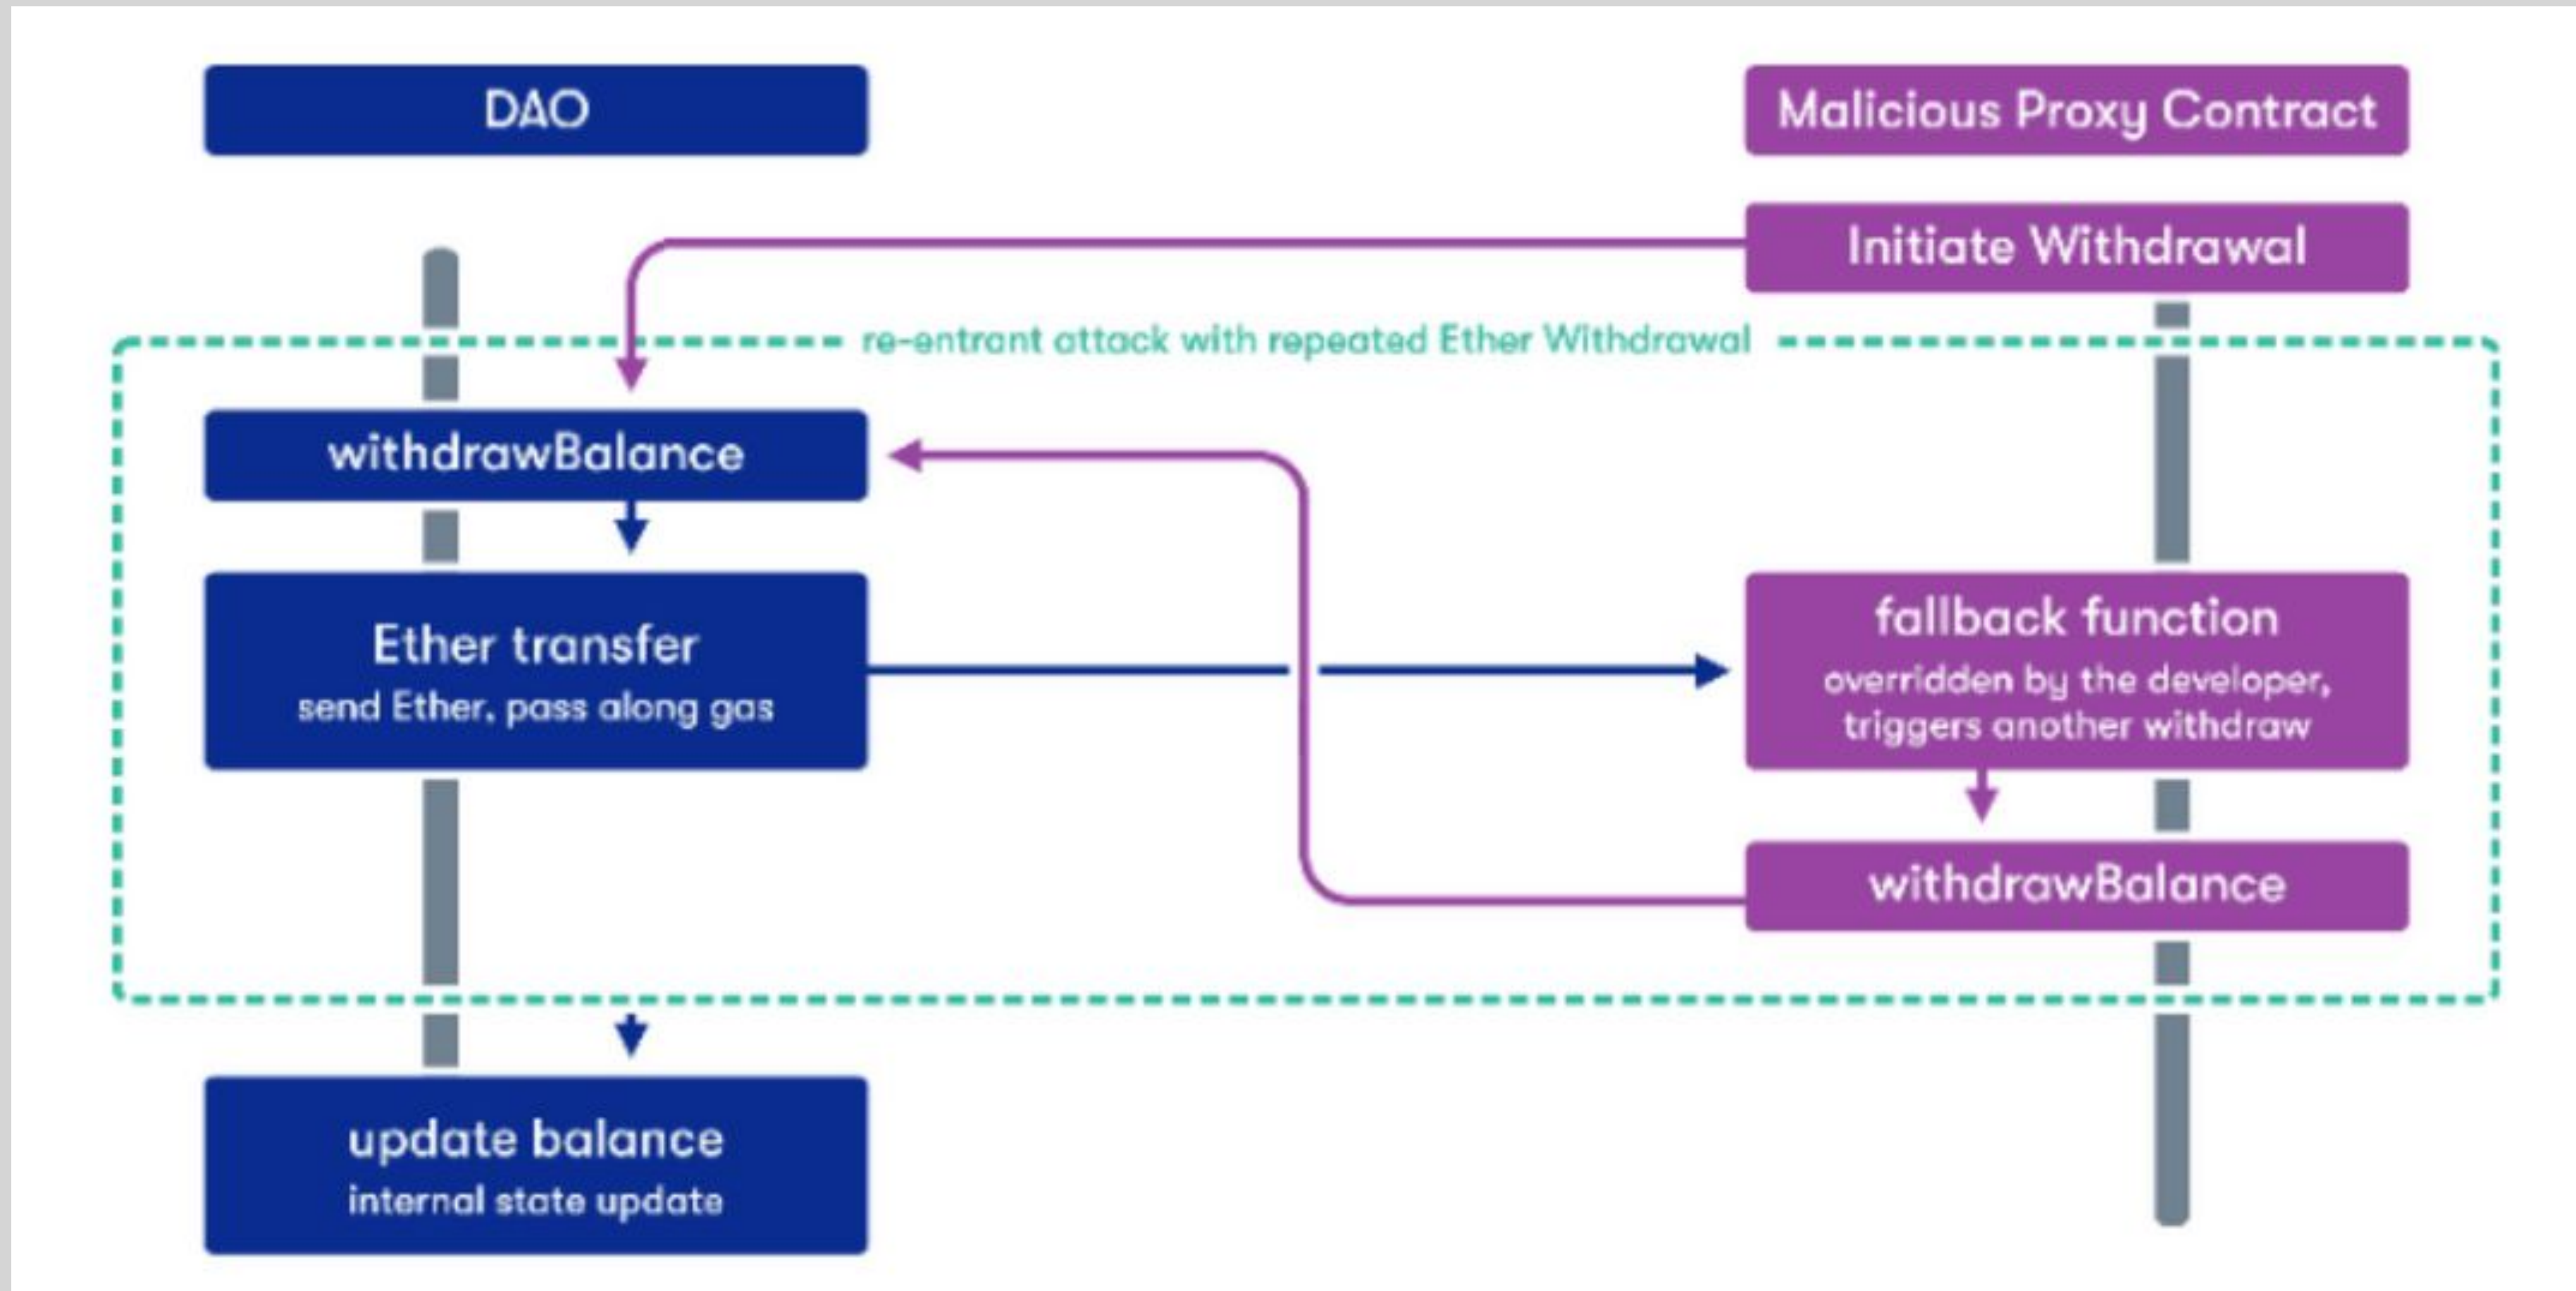 DAO
Malicious Proxy Contract
Initiate Withdrawal
re-entrant attack with repeated Ether Withdrawal
withdrawBalance
Ether transfer
send Ether, pass along gas
fallback function
overridden by the developer,
triggers another withdraw
withdrawBalance
update balance
internal state update